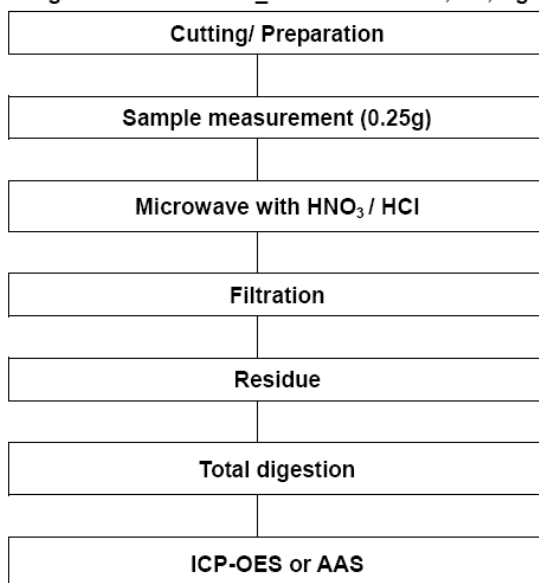 Cutting/ Preparation
Sample measurement (0.25g)
Microwave with HNO₃ / HCl
Filtration
Residue
Total digestion
ICP-OES or AAS